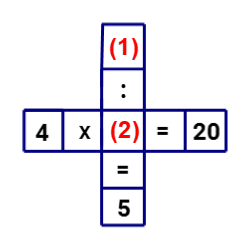 (1)
:
4 x (2) = 20
=
5